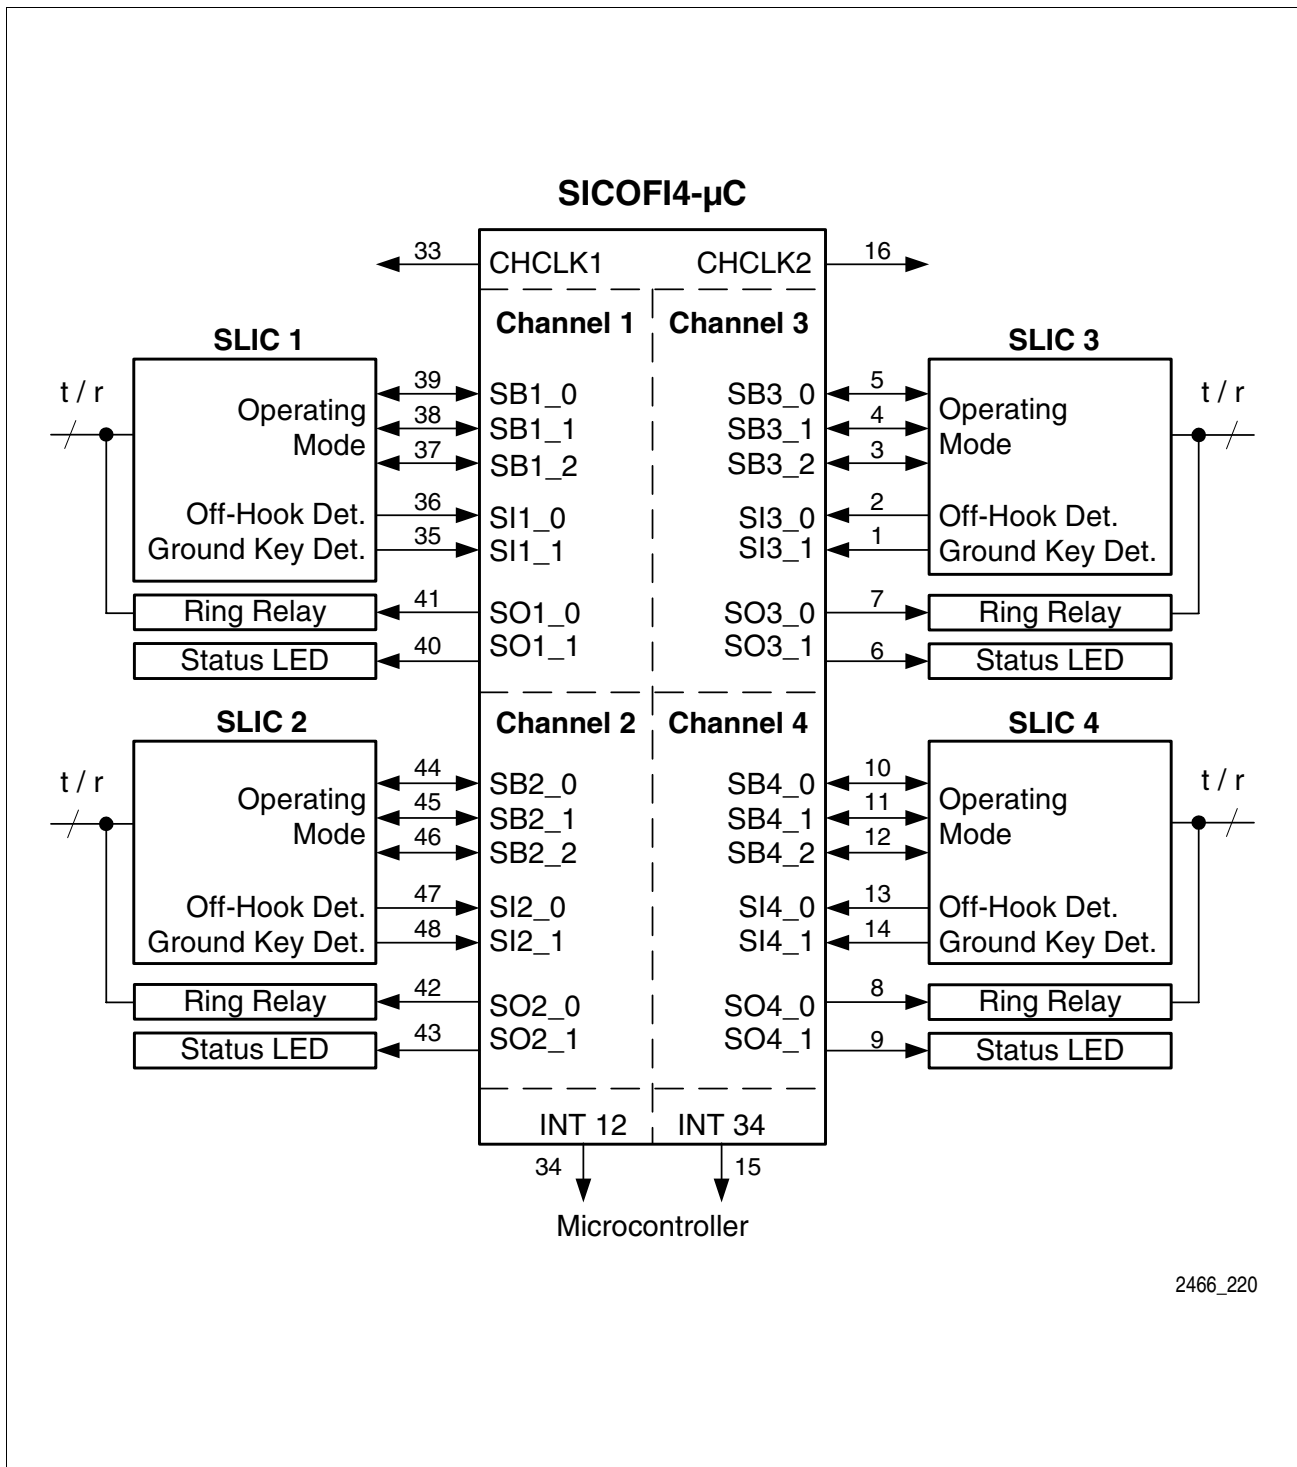 SICOFI4-µC
33 CHCLK1 CHCLK2 16
Channel 1 Channel 3
SLIC 1 SLIC 3
t / r t / r
39 SB1_0 SB3_0 5
Operating 38 SB1_1 SB3_1 4 Operating
Mode 37 SB1_2 SB3_2 3 Mode
Off-Hook Det. 36 SI1_0 SI3_0 2 Off-Hook Det.
Ground Key Det. 35 SI1_1 SI3_1 1 Ground Key Det.
Ring Relay 41 SO1_0 SO3_0 7 Ring Relay
Status LED 40 SO1_1 SO3_1 6 Status LED
SLIC 2 Channel 2 Channel 4 SLIC 4
t / r t / r
44 SB2_0 SB4_0 10
Operating 45 SB2_1 SB4_1 11 Operating
Mode 46 SB2_2 SB4_2 12 Mode
Off-Hook Det. 47 SI2_0 SI4_0 13 Off-Hook Det.
Ground Key Det. 48 SI2_1 SI4_1 14 Ground Key Det.
Ring Relay 42 SO2_0 SO4_0 8 Ring Relay
Status LED 43 SO2_1 SO4_1 9 Status LED
INT 12 INT 34
34 15
Microcontroller
2466_220